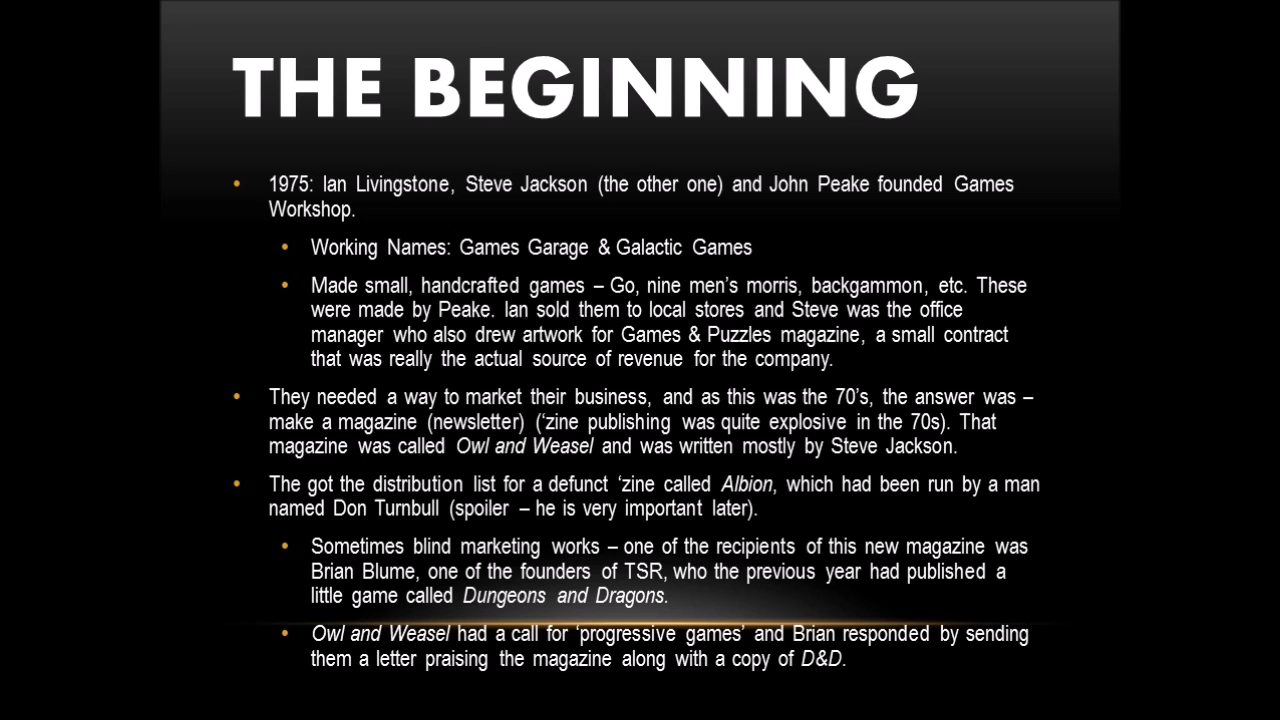 THE BEGINNING
• 1975: Ian Livingstone, Steve Jackson (the other one) and John Peake founded Games
Workshop.
• Working Names: Games Garage & Galactic Games
• Made small, handcrafted games – Go, nine men's morris, backgammon, etc. These
were made by Peake. Ian sold them to local stores and Steve was the office
manager who also drew artwork for Games & Puzzles magazine, a small contract
that was really the actual source of revenue for the company.
• They needed a way to market their business, and as this was the 70's, the answer was –
make a magazine (newsletter) ('zine publishing was quite explosive in the 70s). That
magazine was called Owl and Weasel and was written mostly by Steve Jackson.
• The got the distribution list for a defunct 'zine called Albion, which had been run by a man
named Don Turnbull (spoiler – he is very important later).
• Sometimes blind marketing works – one of the recipients of this new magazine was
Brian Blume, one of the founders of TSR, who the previous year had published a
little game called Dungeons and Dragons.
• Owl and Weasel had a call for 'progressive games' and Brian responded by sending
them a letter praising the magazine along with a copy of D&D.